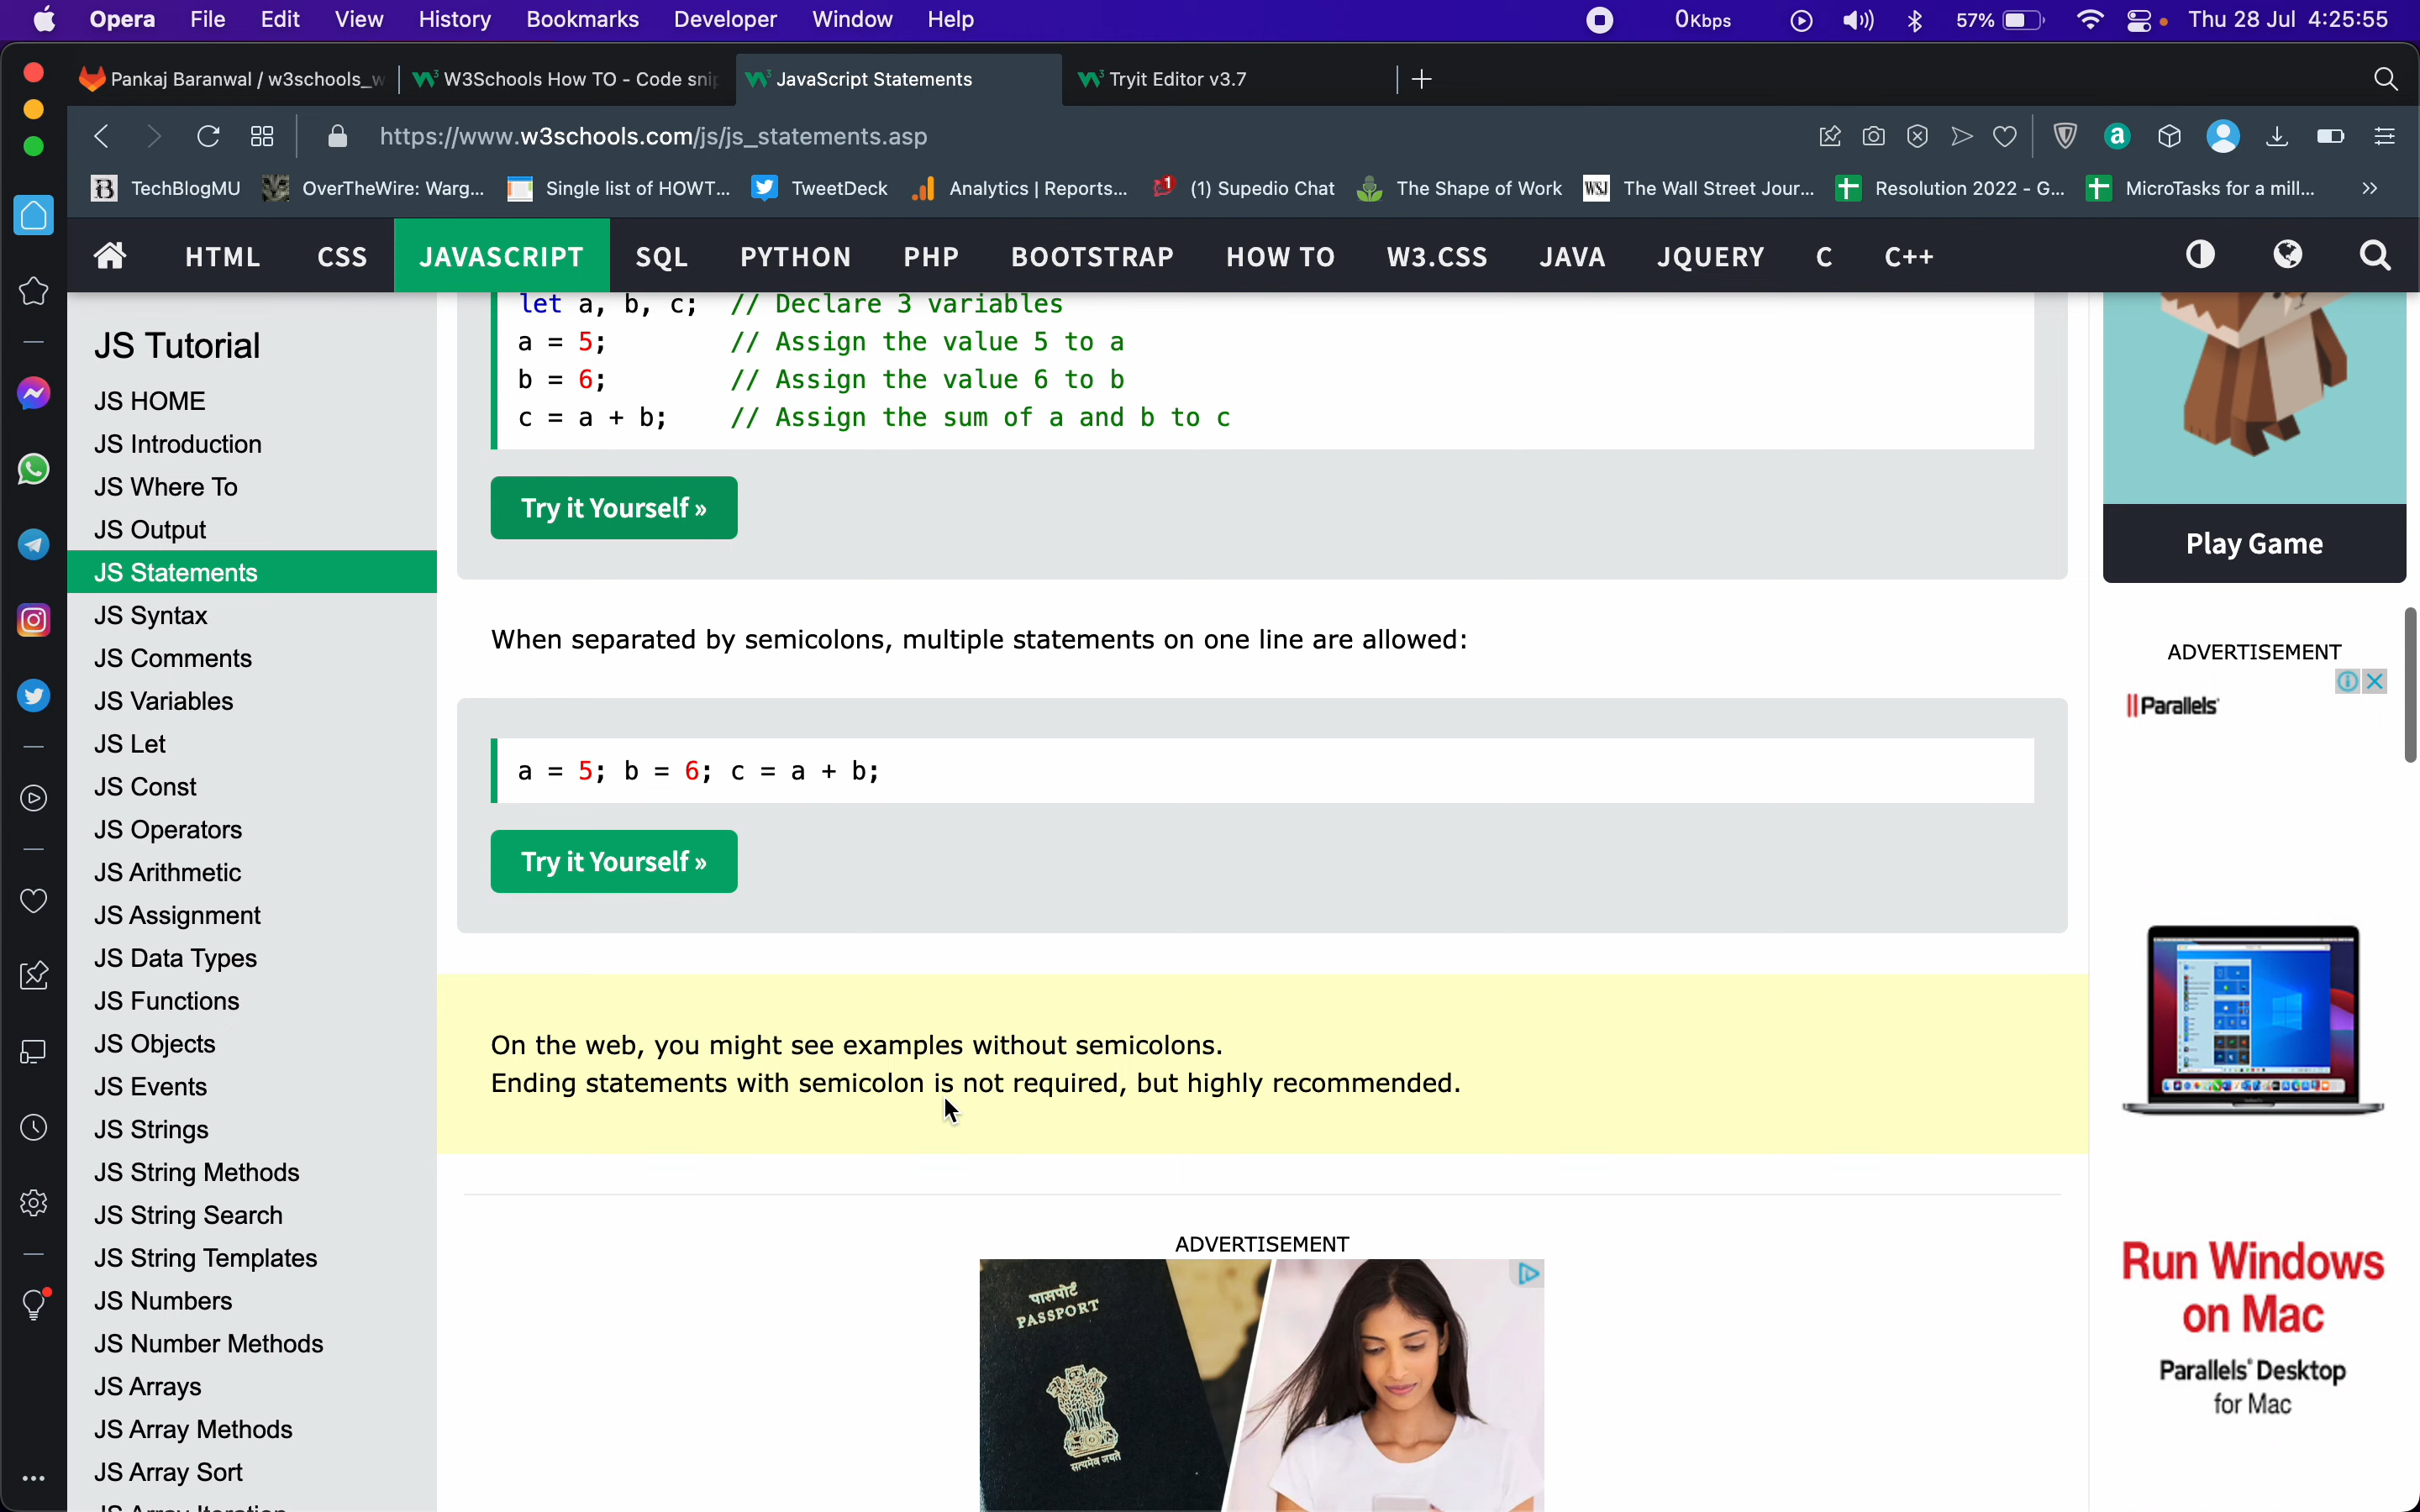 Opera File Edit View History Bookmarks Developer Window Help 0Kbps 57% Thu 28 Jul 4:25:55
Pankaj Baranwal / w3schools_w W3Schools How TO - Code snip JavaScript Statements Tryit Editor v3.7
https://www.w3schools.com/js/js_statements.asp
TechBlogMU OverTheWire: Warg... Single list of HOWT... TweetDeck Analytics | Reports... (1) Supedio Chat The Shape of Work The Wall Street Jour... Resolution 2022 - G... MicroTasks for a mill...
HTML CSS JAVASCRIPT SQL PYTHON PHP BOOTSTRAP HOW TO W3.CSS JAVA JQUERY C C++
JS Tutorial
JS HOME
JS Introduction
JS Where To
JS Output
JS Statements
JS Syntax
JS Comments
JS Variables
JS Let
JS Const
JS Operators
JS Arithmetic
JS Assignment
JS Data Types
JS Functions
JS Objects
JS Events
JS Strings
JS String Methods
JS String Search
JS String Templates
JS Numbers
JS Number Methods
JS Arrays
JS Array Methods
JS Array Sort
let a, b, c; // Declare 3 variables
a = 5; // Assign the value 5 to a
b = 6; // Assign the value 6 to b
c = a + b; // Assign the sum of a and b to c
Try it Yourself »
When separated by semicolons, multiple statements on one line are allowed:
a = 5; b = 6; c = a + b;
Try it Yourself »
On the web, you might see examples without semicolons.
Ending statements with semicolon is not required, but highly recommended.
ADVERTISEMENT
पासपोर्ट
PASSPORT
सत्यमेव जयते
Play Game
ADVERTISEMENT
Parallels
Run Windows
on Mac
Parallels Desktop
for Mac